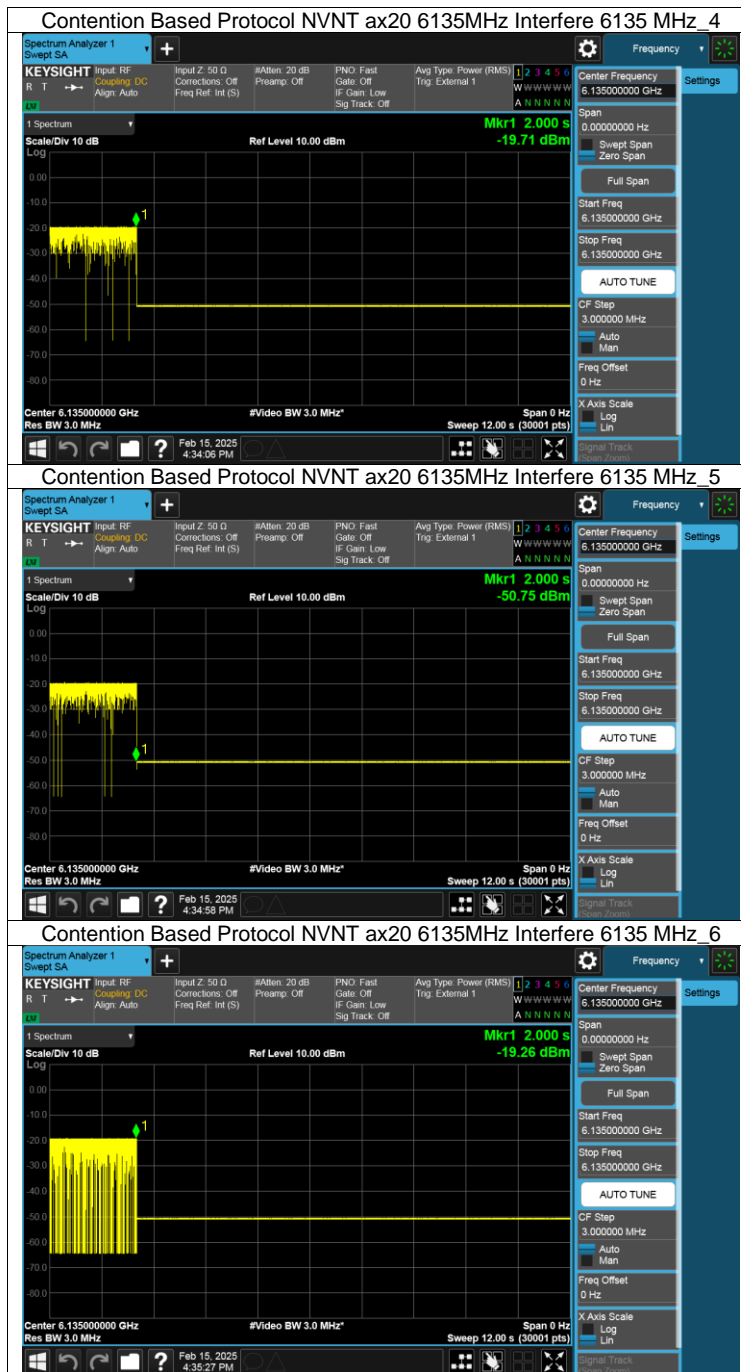 Contention Based Protocol NVNT ax20 6135MHz Interfere 6135 MHz_4
Spectrum Analyzer 1
Swept SA
Frequency
KEYSIGHT Input: RF Input Z: 50 Ω #Atten: 20 dB PNO: Fast Avg Type: Power (RMS) 1 2 3 4 5 6
R T Coupling: DC Corrections: Off Preamp: Off Gate: Off Trig: External 1 W W W W W W
Align: Auto Freq Ref: Int (S) IF Gain: Low
Sig Track: Off A N N N N N
Center Frequency
6.135000000 GHz
Settings
Span
0.00000000 Hz
Swept Span
Zero Span
Full Span
Start Freq
6.135000000 GHz
Stop Freq
6.135000000 GHz
AUTO TUNE
CF Step
3.000000 MHz
Auto
Man
Freq Offset
0 Hz
X Axis Scale
Log
Lin
Signal Track
(Span Zoom)
1 Spectrum
Mkr1 2.000 s
Scale/Div 10 dB Ref Level 10.00 dBm -19.71 dBm
Log
0.00
-10.0
1
-20.0
-30.0
-40.0
-50.0
-60.0
-70.0
-80.0
Center 6.135000000 GHz #Video BW 3.0 MHz* Span 0 Hz
Res BW 3.0 MHz Sweep 12.00 s (30001 pts)
? Feb 15, 2025
4:34:06 PM
Contention Based Protocol NVNT ax20 6135MHz Interfere 6135 MHz_5
Spectrum Analyzer 1
Swept SA
Frequency
KEYSIGHT Input: RF Input Z: 50 Ω #Atten: 20 dB PNO: Fast Avg Type: Power (RMS) 1 2 3 4 5 6
R T Coupling: DC Corrections: Off Preamp: Off Gate: Off Trig: External 1 W W W W W W
Align: Auto Freq Ref: Int (S) IF Gain: Low
Sig Track: Off A N N N N N
Center Frequency
6.135000000 GHz
Settings
Span
0.00000000 Hz
Swept Span
Zero Span
Full Span
Start Freq
6.135000000 GHz
Stop Freq
6.135000000 GHz
AUTO TUNE
CF Step
3.000000 MHz
Auto
Man
Freq Offset
0 Hz
X Axis Scale
Log
Lin
Signal Track
(Span Zoom)
1 Spectrum
Mkr1 2.000 s
Scale/Div 10 dB Ref Level 10.00 dBm -50.75 dBm
Log
0.00
-10.0
-20.0
-30.0
-40.0
1
-50.0
-60.0
-70.0
-80.0
Center 6.135000000 GHz #Video BW 3.0 MHz* Span 0 Hz
Res BW 3.0 MHz Sweep 12.00 s (30001 pts)
? Feb 15, 2025
4:34:58 PM
Contention Based Protocol NVNT ax20 6135MHz Interfere 6135 MHz_6
Spectrum Analyzer 1
Swept SA
Frequency
KEYSIGHT Input: RF Input Z: 50 Ω #Atten: 20 dB PNO: Fast Avg Type: Power (RMS) 1 2 3 4 5 6
R T Coupling: DC Corrections: Off Preamp: Off Gate: Off Trig: External 1 W W W W W W
Align: Auto Freq Ref: Int (S) IF Gain: Low
Sig Track: Off A N N N N N
Center Frequency
6.135000000 GHz
Settings
Span
0.00000000 Hz
Swept Span
Zero Span
Full Span
Start Freq
6.135000000 GHz
Stop Freq
6.135000000 GHz
AUTO TUNE
CF Step
3.000000 MHz
Auto
Man
Freq Offset
0 Hz
X Axis Scale
Log
Lin
Signal Track
1 Spectrum
Mkr1 2.000 s
Scale/Div 10 dB Ref Level 10.00 dBm -19.26 dBm
Log
0.00
-10.0
1
-20.0
-30.0
-40.0
-50.0
-60.0
-70.0
-80.0
Center 6.135000000 GHz #Video BW 3.0 MHz* Span 0 Hz
Res BW 3.0 MHz Sweep 12.00 s (30001 pts)
? Feb 15, 2025
4:35:27 PM